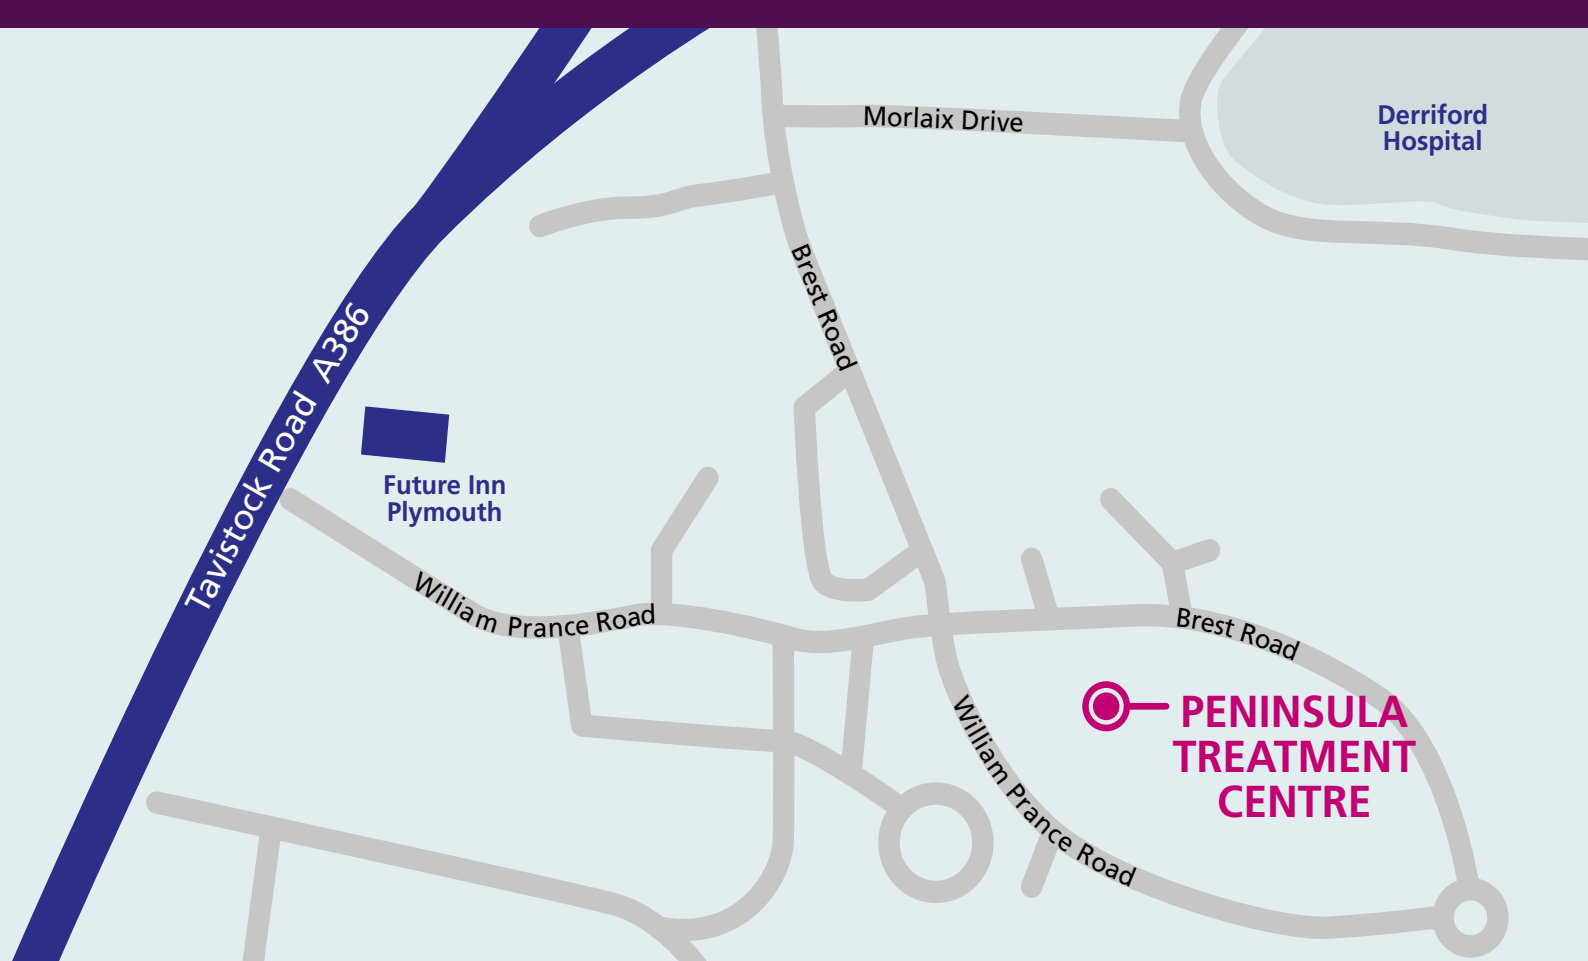 Morlaix Drive
Derriford
Hospital
Brest Road
Tavistock Road A386
Future Inn
Plymouth
William Prance Road
Brest Road
PENINSULA
TREATMENT
CENTRE
William Prance Road